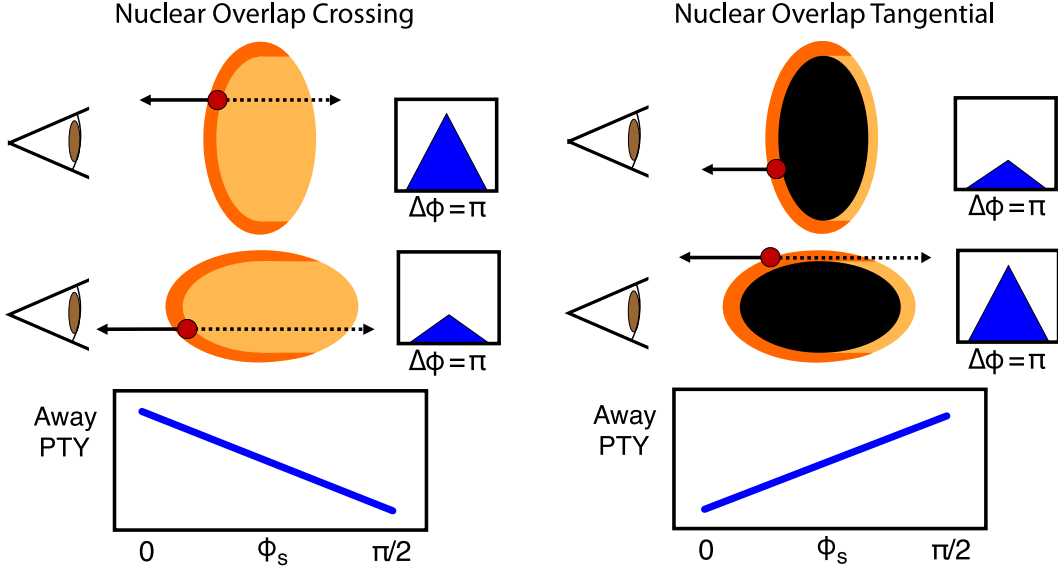 Nuclear Overlap Crossing
Δϕ = π
Δϕ = π
Away
PTY
0
ϕs
π/2
Nuclear Overlap Tangential
Δϕ = π
Δϕ = π
Away
PTY
0
ϕs
π/2